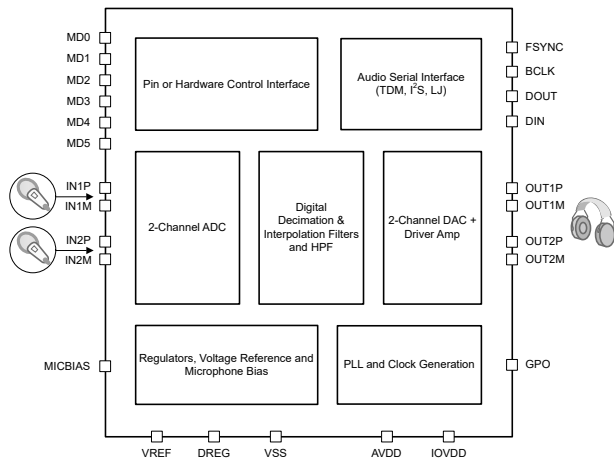 MD0
MD1
MD2
MD3
MD4
MD5
Pin or Hardware Control Interface
Audio Serial Interface
(TDM, I²S, LJ)
FSYNC
BCLK
DOUT
DIN
IN1P
IN1M
IN2P
IN2M
2-Channel ADC
Digital
Decimation &
Interpolation Filters
and HPF
2-Channel DAC +
Driver Amp
OUT1P
OUT1M
OUT2P
OUT2M
MICBIAS
Regulators, Voltage Reference and
Microphone Bias
PLL and Clock Generation
GPO
VREF
DREG
VSS
AVDD
IOVDD